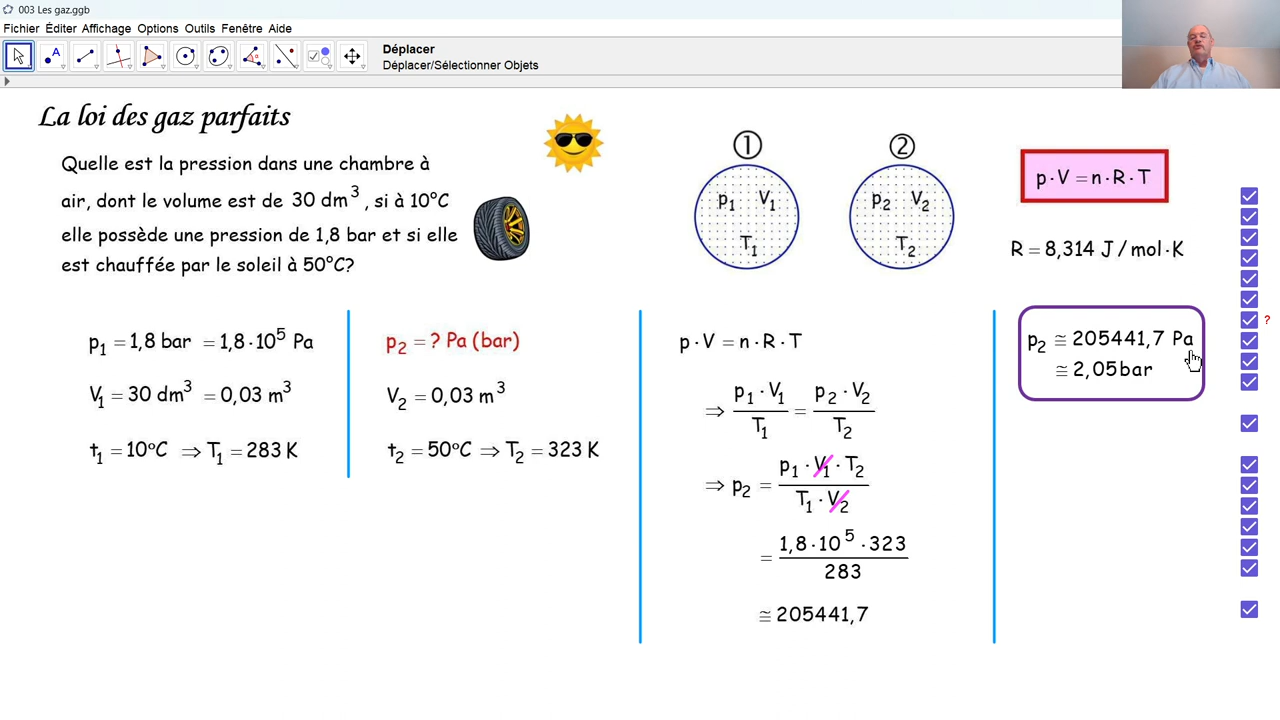 003 Les gaz.ggb
Fichier Éditer Affichage Options Outils Fenêtre Aide
A
Déplacer
Déplacer/Sélectionner Objets
La loi des gaz parfaits
Quelle est la pression dans une chambre à
air, dont le volume est de 30 dm³ , si à 10°C
elle possède une pression de 1,8 bar et si elle
est chauffée par le soleil à 50°C?
① ②
p₁ V₁
T₁
p₂ V₂
T₂
p·V = n·R·T
R = 8,314 J / mol·K
p₁ = 1,8 bar = 1,8·10⁵ Pa
V₁ = 30 dm³ = 0,03 m³
t₁ = 10°C ⇒ T₁ = 283 K
p₂ = ? Pa (bar)
V₂ = 0,03 m³
t₂ = 50°C ⇒ T₂ = 323 K
p·V = n·R·T
⇒ p₁·V₁ / T₁ = p₂·V₂ / T₂
⇒ p₂ = p₁·V₁·T₂ / T₁·V₂
= 1,8·10⁵·323 / 283
≅ 205441,7
p₂ ≅ 205441,7 Pa
≅ 2,05bar
?